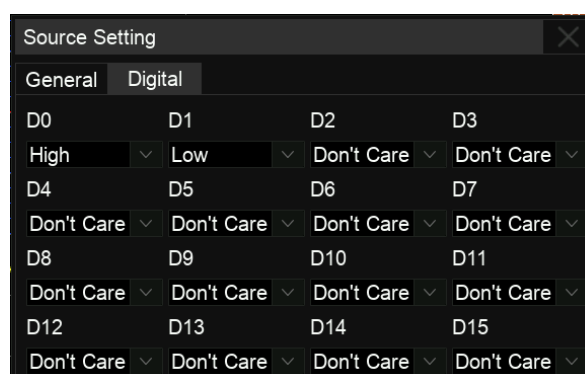 Source Setting
General Digital
D0 D1 D2 D3
High Low Don't Care Don't Care
D4 D5 D6 D7
Don't Care Don't Care Don't Care Don't Care
D8 D9 D10 D11
Don't Care Don't Care Don't Care Don't Care
D12 D13 D14 D15
Don't Care Don't Care Don't Care Don't Care